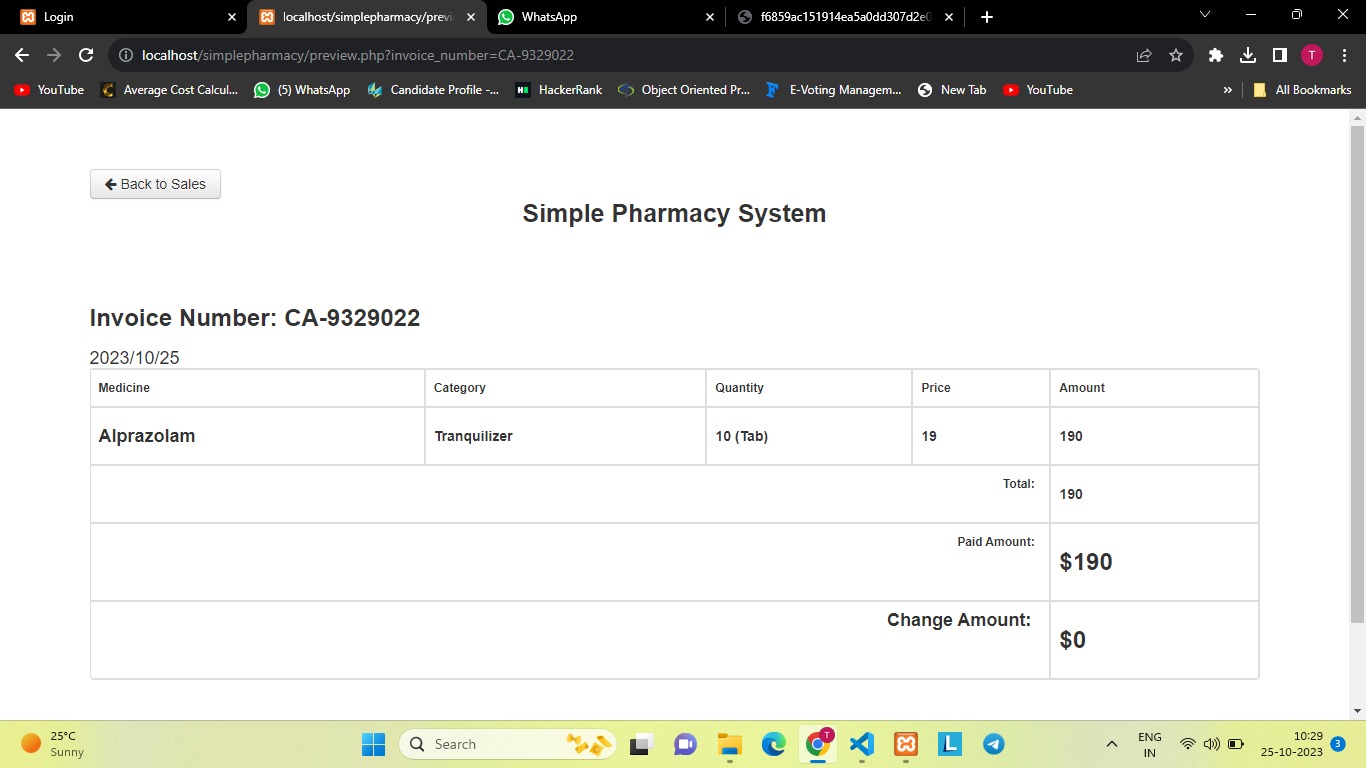 Login
localhost/simplepharmacy/previ
WhatsApp
f6859ac151914ea5a0dd307d2e0
localhost/simplepharmacy/preview.php?invoice_number=CA-9329022
T
YouTube
Average Cost Calcul...
(5) WhatsApp
Candidate Profile -...
HackerRank
Object Oriented Pr...
E-Voting Managem...
New Tab
YouTube
»
All Bookmarks
Back to Sales
Simple Pharmacy System
Invoice Number: CA-9329022
2023/10/25
Medicine Category Quantity Price Amount
Alprazolam Tranquilizer 10 (Tab) 19 190
Total: 190
Paid Amount: $190
Change Amount: $0
25°C
Sunny
Search
T
L
ENG
IN
10:29
25-10-2023
3